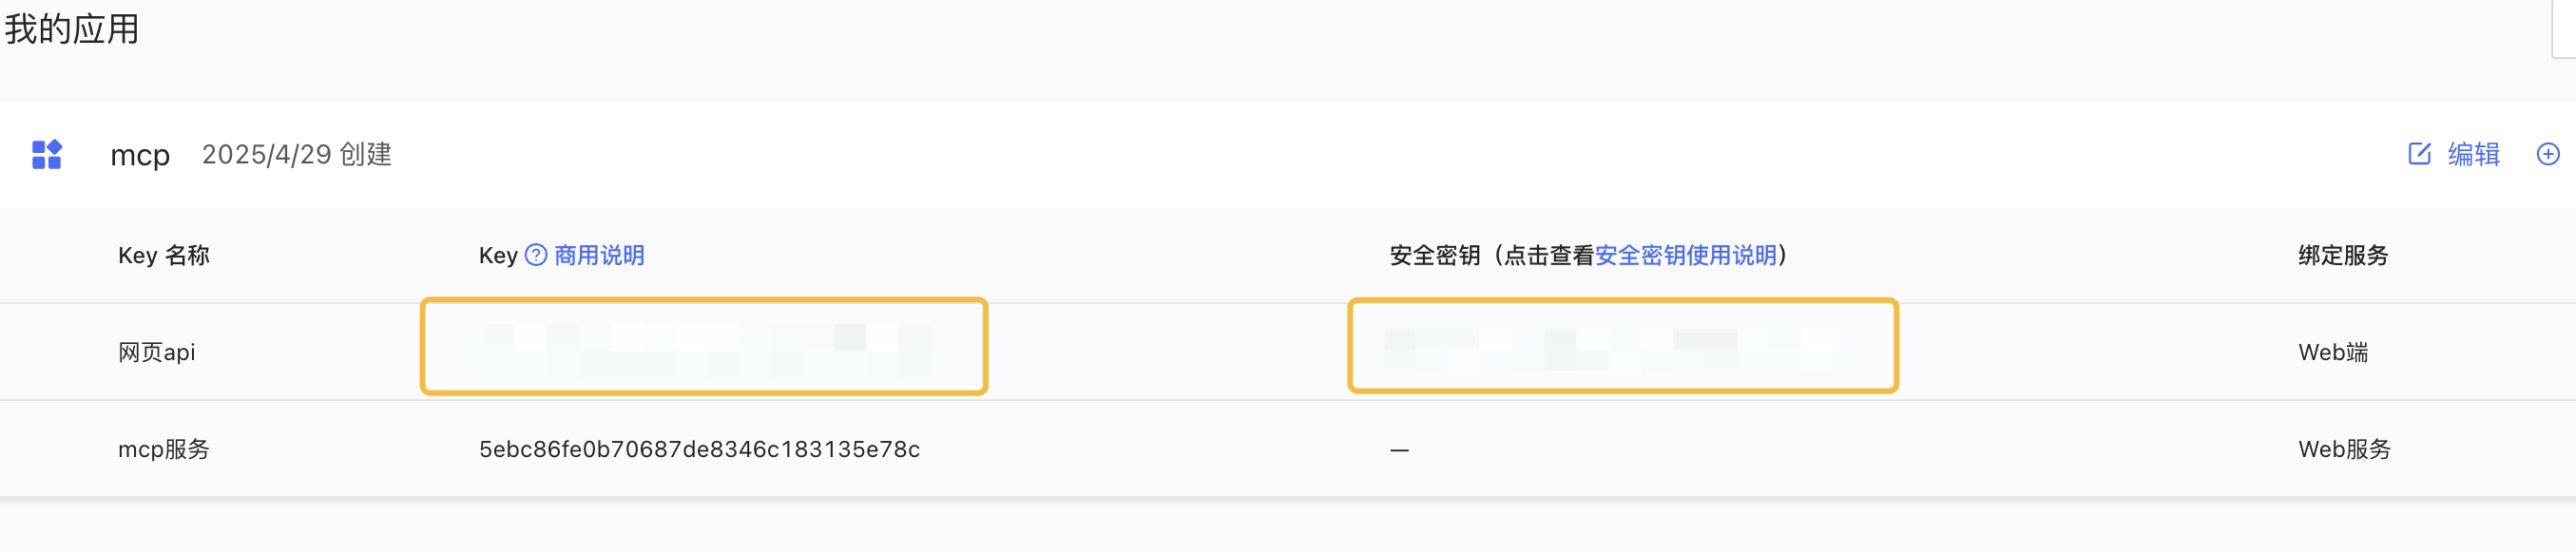 我的应用
mcp 2025/4/29 创建 编辑
Key 名称 Key 商用说明 安全密钥（点击查看安全密钥使用说明） 绑定服务
网页api Web端
mcp服务 5ebc86fe0b70687de8346c183135e78c — Web服务